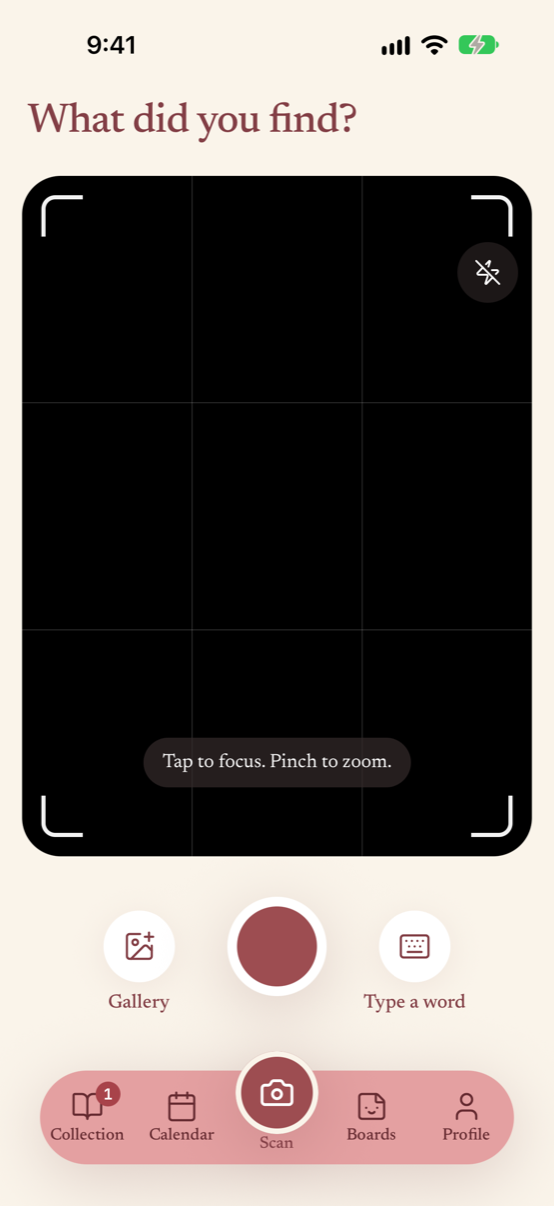 9:41
What did you find?
Tap to focus. Pinch to zoom.
Gallery
Type a word
1
Collection
Calendar
Scan
Boards
Profile